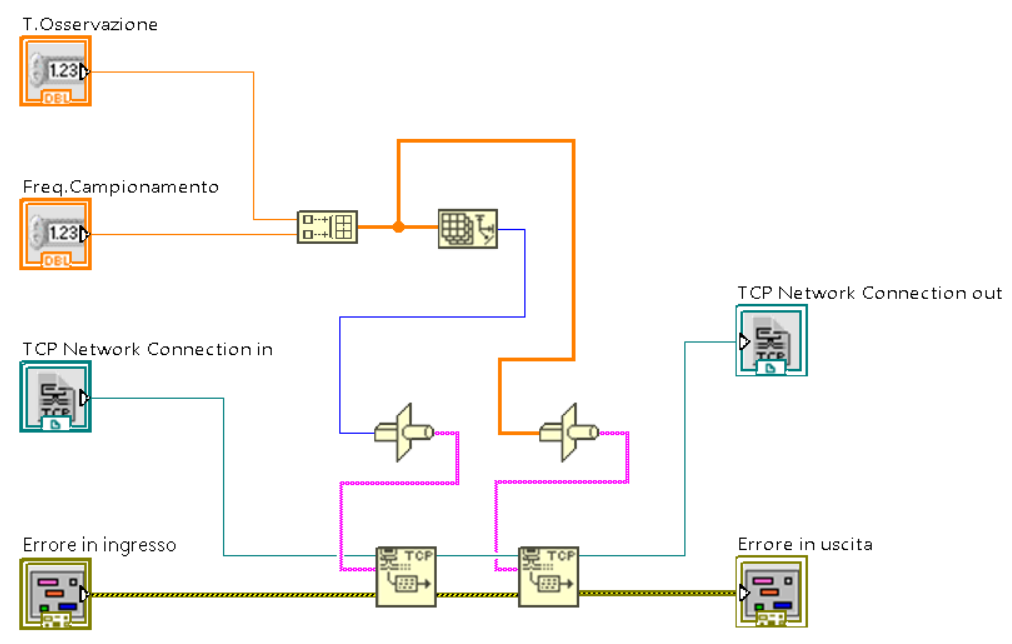 T.Osservazione
1.23
DBL
Freq.Campionamento
1.23
DBL
TCP Network Connection out
TCP
TCP Network Connection in
TCP
TCP
TCP
Errore in ingresso
Errore in uscita